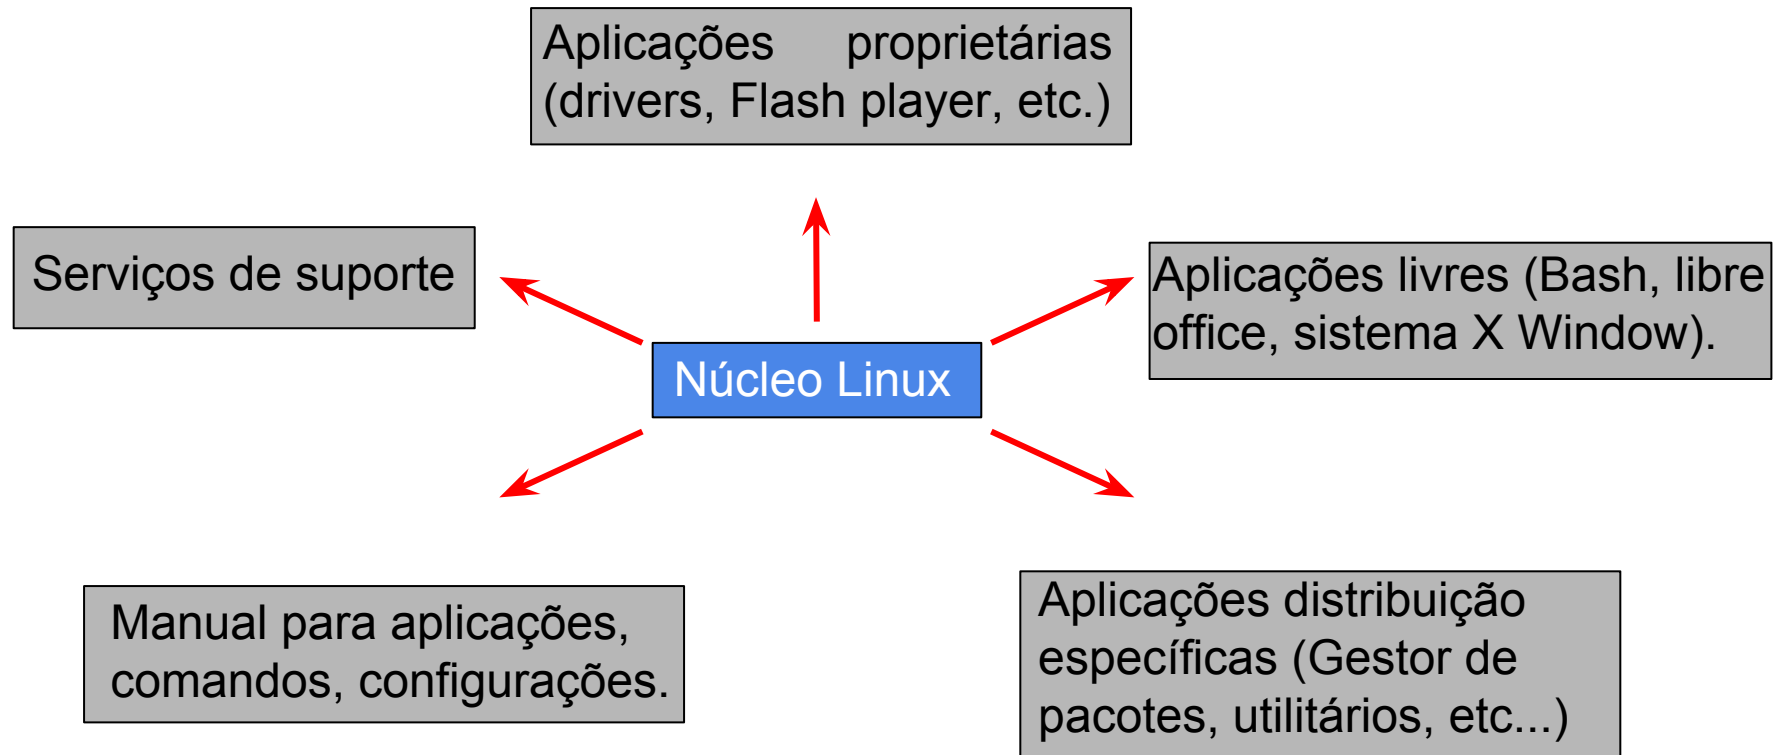 Aplicações proprietárias
(drivers, Flash player, etc.)
Serviços de suporte
Aplicações livres (Bash, libre
office, sistema X Window).
Núcleo Linux
Manual para aplicações,
comandos, configurações.
Aplicações distribuição
específicas (Gestor de
pacotes, utilitários, etc...)